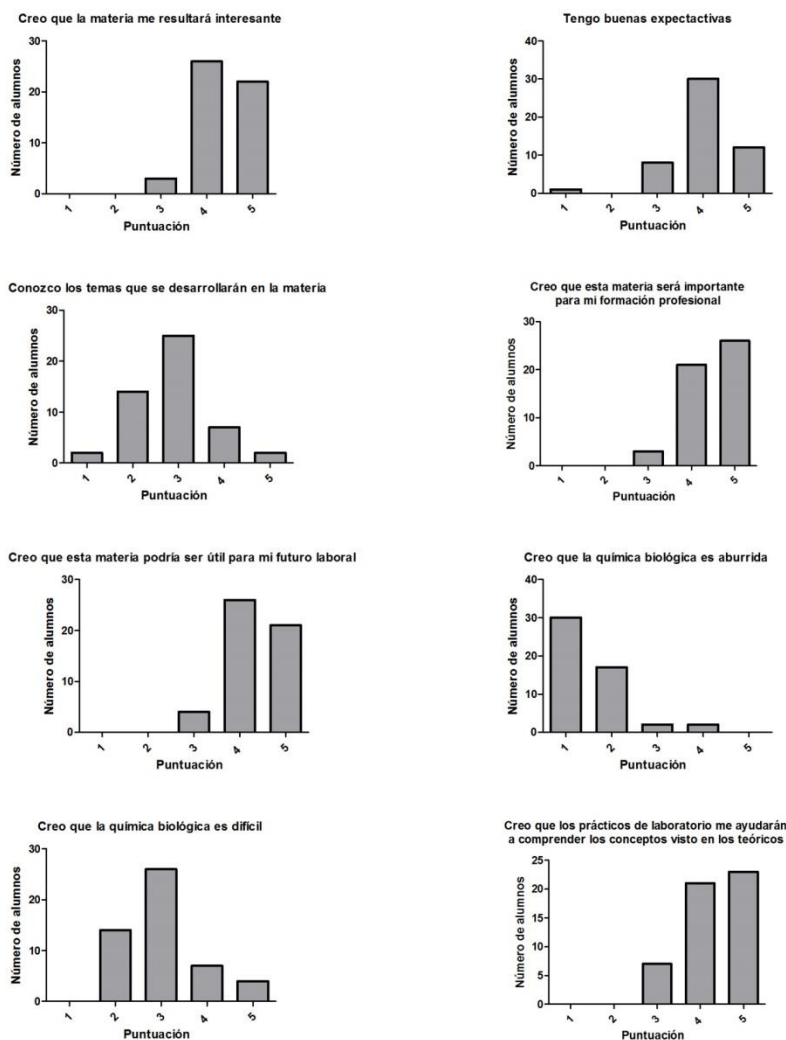 Creo que la materia me resultará interesante
Número de alumnos
30
20
10
0
1
2
3
4
5
Puntuación
Tengo buenas expectactivas
Número de alumnos
40
30
20
10
0
1
2
3
4
5
Puntuación
Conozco los temas que se desarrollarán en la materia
Número de alumnos
30
20
10
0
1
2
3
4
5
Puntuación
Creo que esta materia será importante
para mi formación profesional
Número de alumnos
30
20
10
0
1
2
3
4
5
Puntuación
Creo que esta materia podría ser útil para mi futuro laboral
Número de alumnos
30
20
10
0
1
2
3
4
5
Puntuación
Creo que la química biológica es aburrida
Número de alumnos
40
30
20
10
0
1
2
3
4
5
Puntuación
Creo que la química biológica es difícil
Número de alumnos
30
20
10
0
1
2
3
4
5
Puntuación
Creo que los prácticos de laboratorio me ayudarán
a comprender los conceptos visto en los teóricos
Número de alumnos
25
20
15
10
5
0
1
2
3
4
5
Puntuación